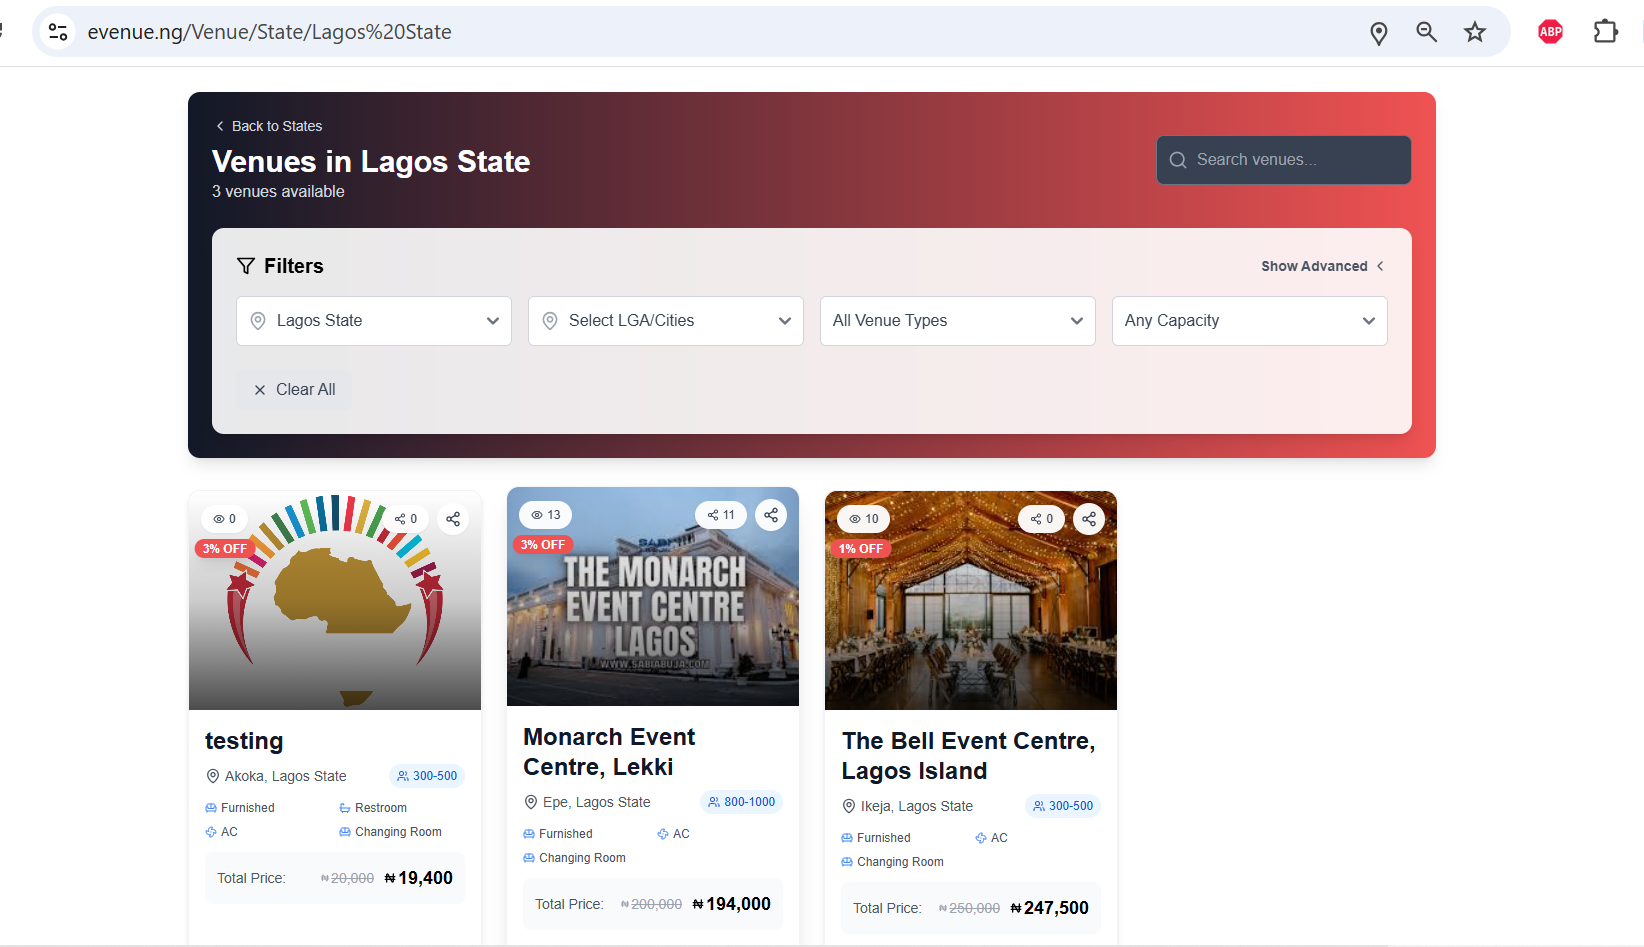 evenue.ng/Venue/State/Lagos%20State
ABP
Back to States
Venues in Lagos State
3 venues available
Search venues...
Filters
Show Advanced
Lagos State
Select LGA/Cities
All Venue Types
Any Capacity
Clear All
0
0
3% OFF
testing
Akoka, Lagos State
300-500
Furnished
Restroom
AC
Changing Room
Total Price:
₦20,000
₦19,400
13
11
3% OFF
THE MONARCH
EVENT CENTRE
LAGOS
WWW.SABIABUJA.COM
Monarch Event
Centre, Lekki
Epe, Lagos State
800-1000
Furnished
AC
Changing Room
Total Price:
₦200,000
₦194,000
10
0
1% OFF
The Bell Event Centre,
Lagos Island
Ikeja, Lagos State
300-500
Furnished
AC
Changing Room
Total Price:
₦250,000
₦247,500